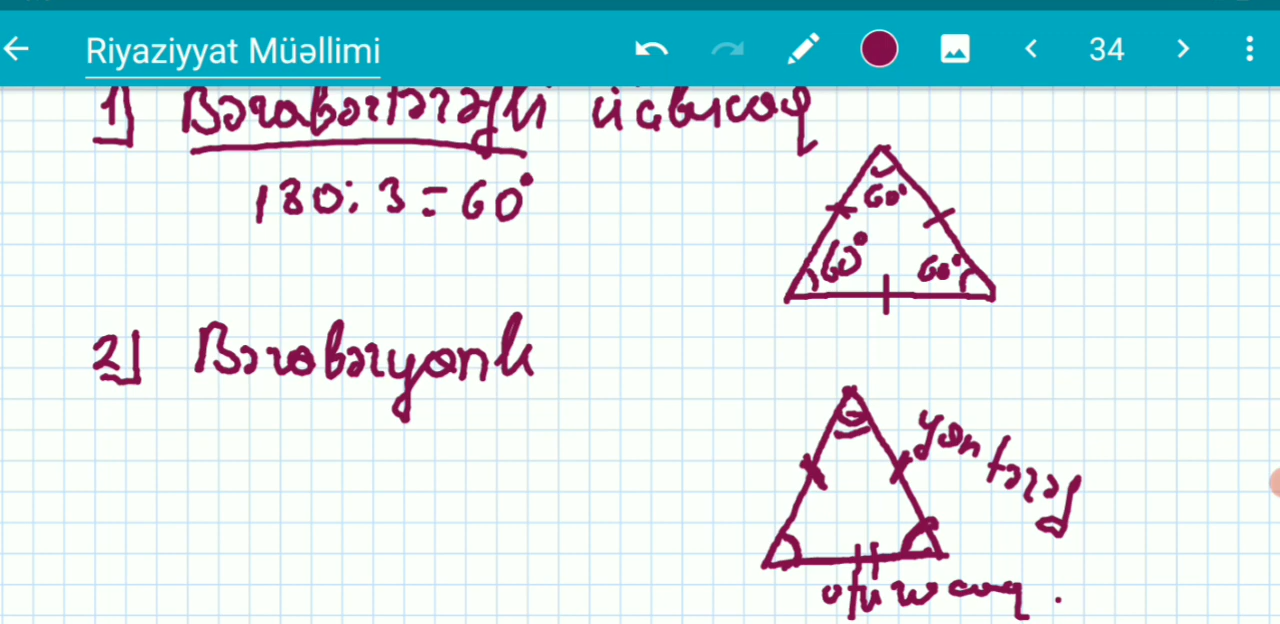 Riyaziyyat Müəllimi
34
1) Bərabərtərəfli üçbucaq
180:3=60°
60°
60°
60°
2) Bərabəryanlı
yan tərəf
oturacaq.